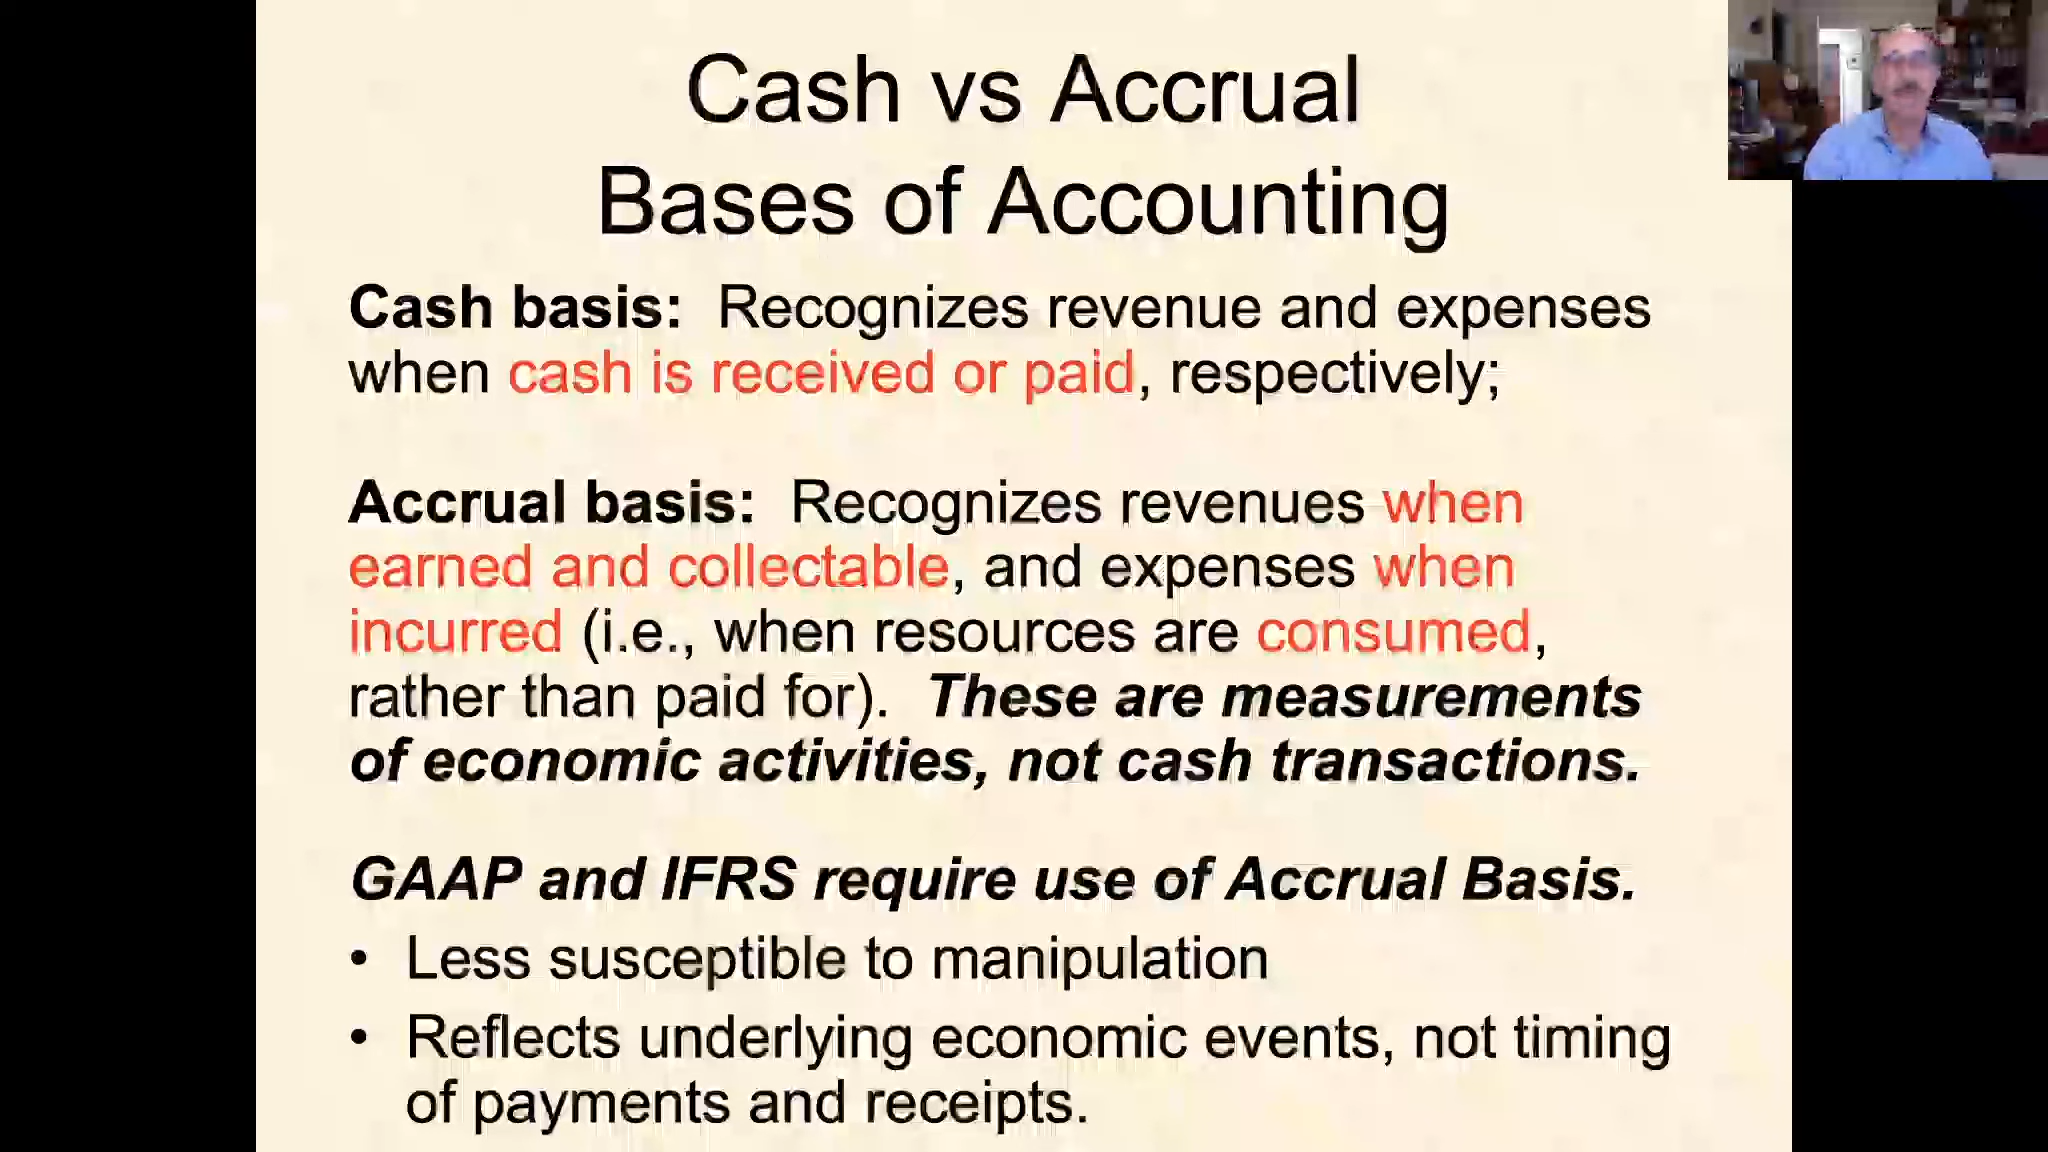 Cash vs Accrual
Bases of Accounting
Cash basis: Recognizes revenue and expenses
when cash is received or paid, respectively;
Accrual basis: Recognizes revenues when
earned and collectable, and expenses when
incurred (i.e., when resources are consumed,
rather than paid for). These are measurements
of economic activities, not cash transactions.
GAAP and IFRS require use of Accrual Basis.
• Less susceptible to manipulation
• Reflects underlying economic events, not timing
of payments and receipts.